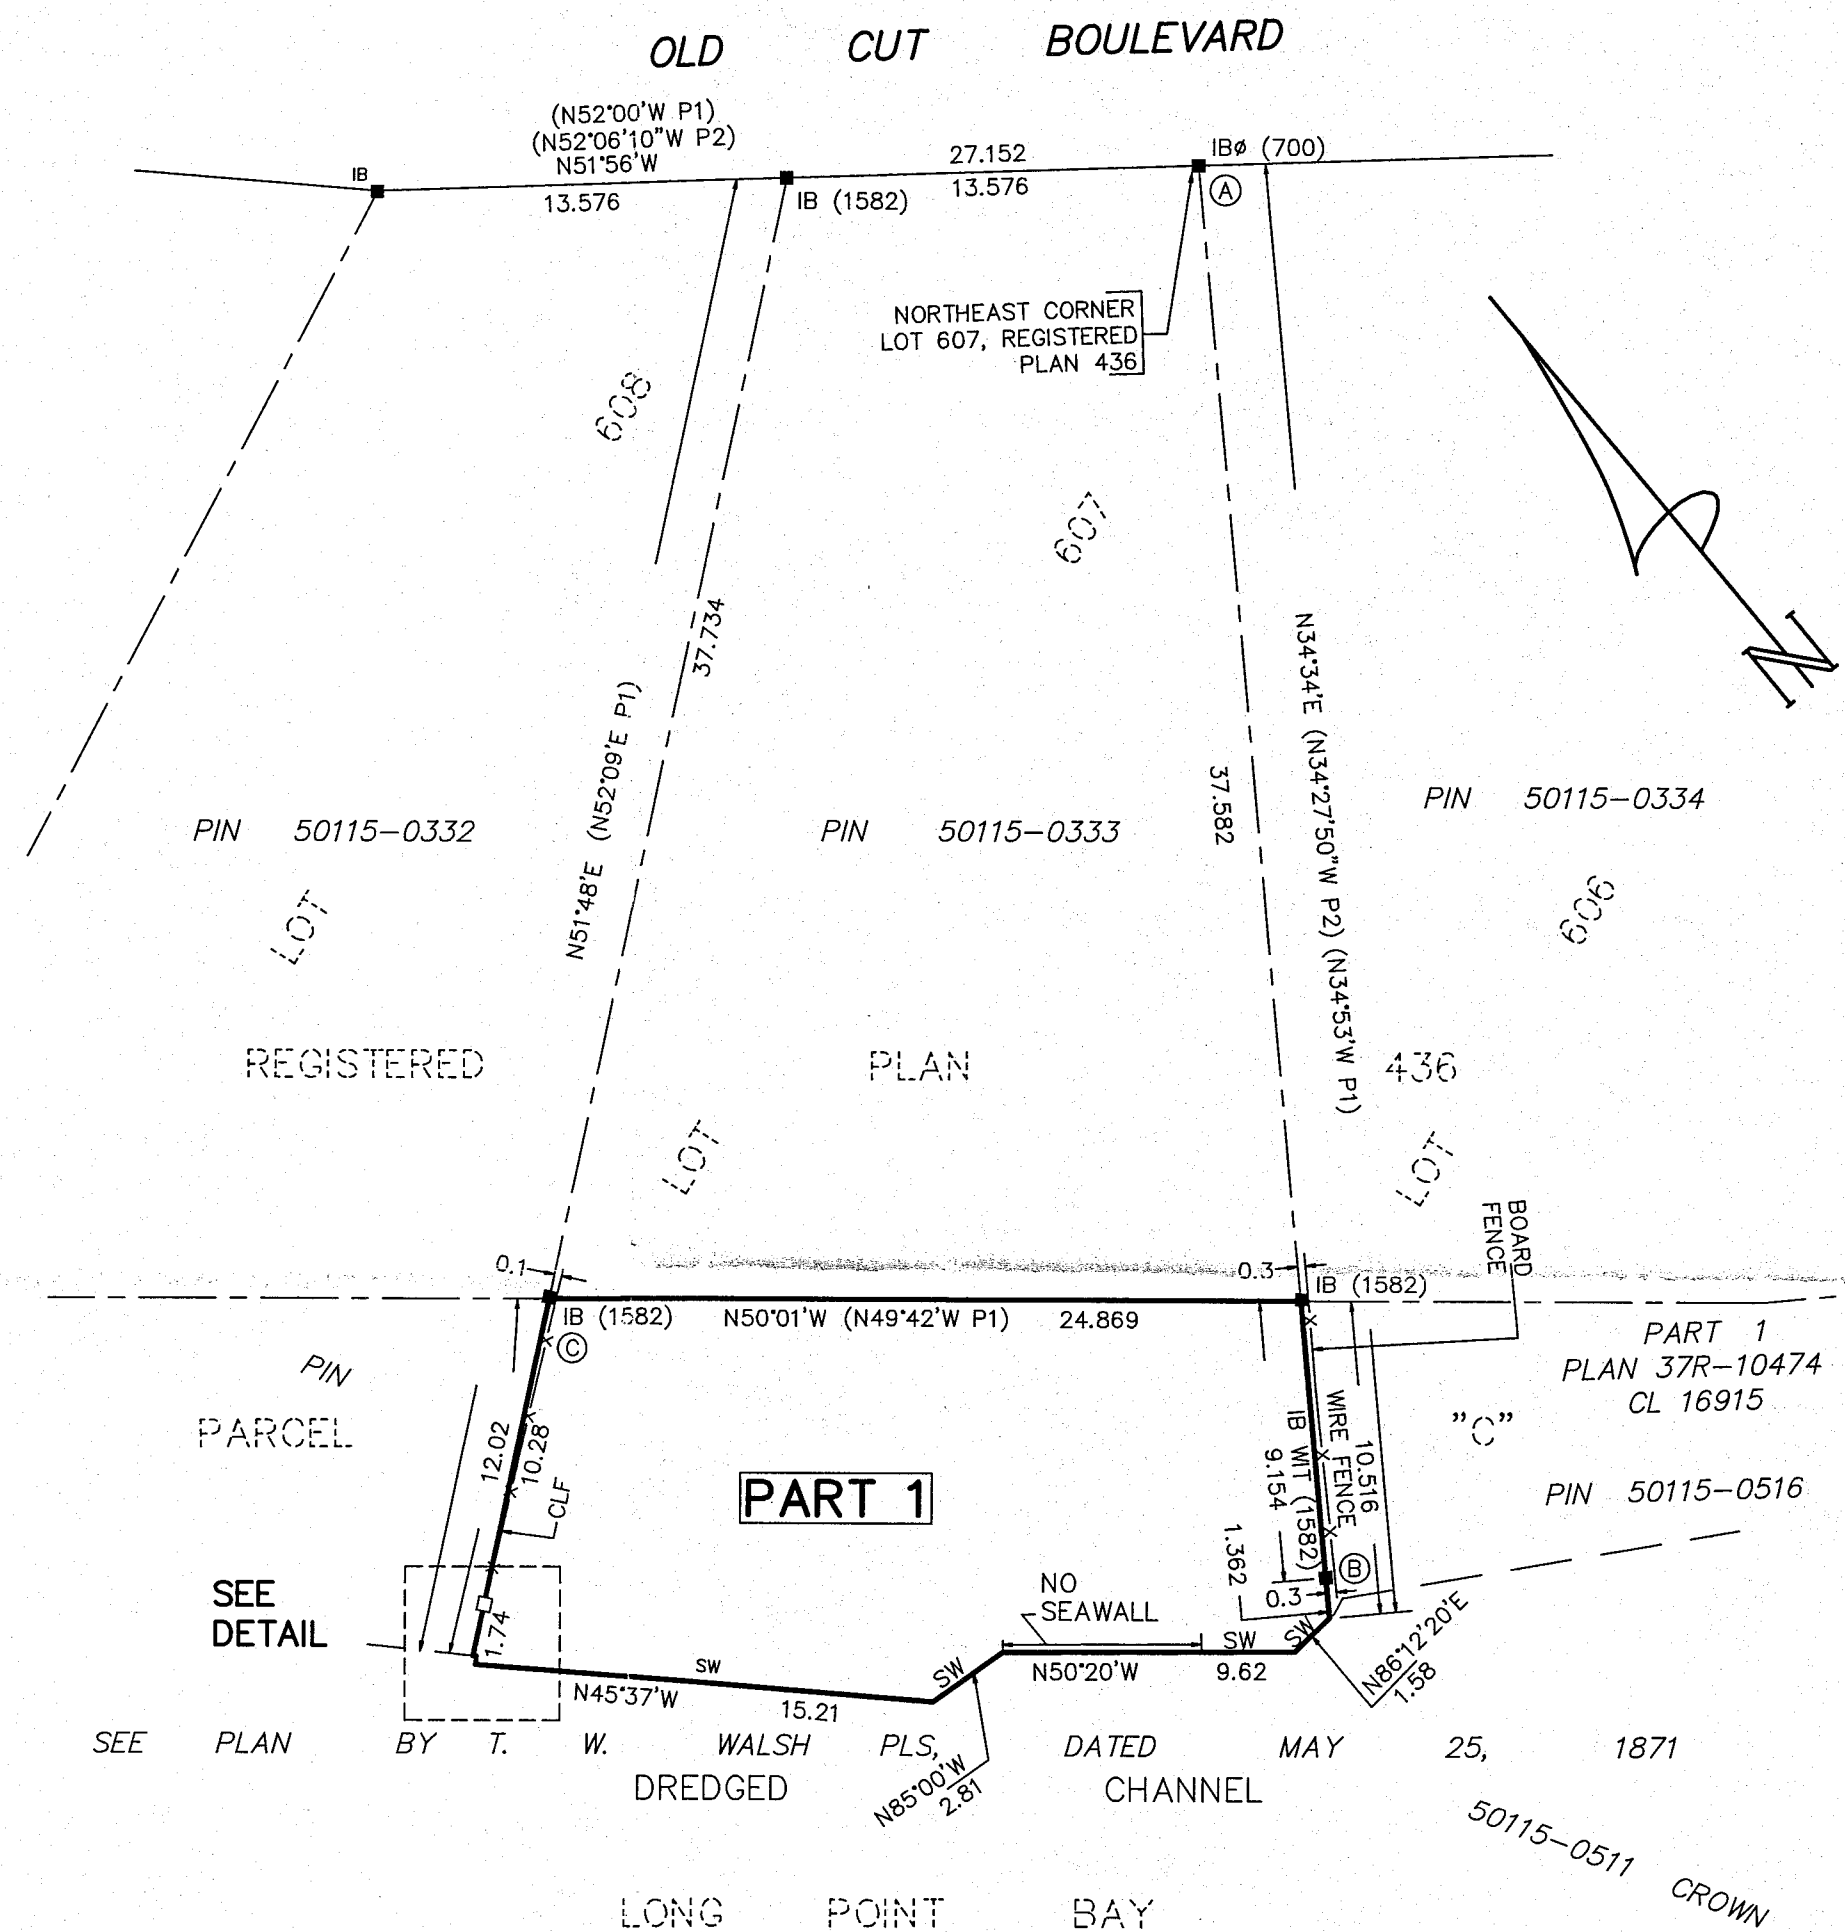 OLD CUT BOULEVARD
(N52°00'W P1)
(N52°06'10"W P2)
N51°56'W
IB
13.576
27.152
13.576
IB (1582)
IBø (700)
A
NORTHEAST CORNER
LOT 607, REGISTERED
PLAN 436
608
607
37.734
N51°48'E (N52°09'E P1)
37.582
N34°34'E (N34°27'50"W P2) (N34°53'W P1)
N
PIN 50115-0332
PIN 50115-0333
PIN 50115-0334
606
LOT
REGISTERED PLAN 436
LOT
LOT
BOARD
FENCE
0.1
0.3
IB (1582)
IB (1582)
N50°01'W (N49°42'W P1) 24.869
C
PART 1
PLAN 37R-10474
CL 16915
PIN
PARCEL
"C"
12.02
10.28
CLF
PART 1
IB WIT (1582)
9.154
WIRE FENCE
10.516
1.362
B
0.3
PIN 50115-0516
SEE
DETAIL
1.74
NO
SEAWALL
SW
SW
SW
SW
N45°37'W 15.21
N50°20'W 9.62
N86°12'20"E
1.58
N85°00'W
2.81
SEE PLAN BY T. W. WALSH PLS, DATED MAY 25, 1871
DREDGED CHANNEL
50115-0511 CROWN
LONG POINT BAY